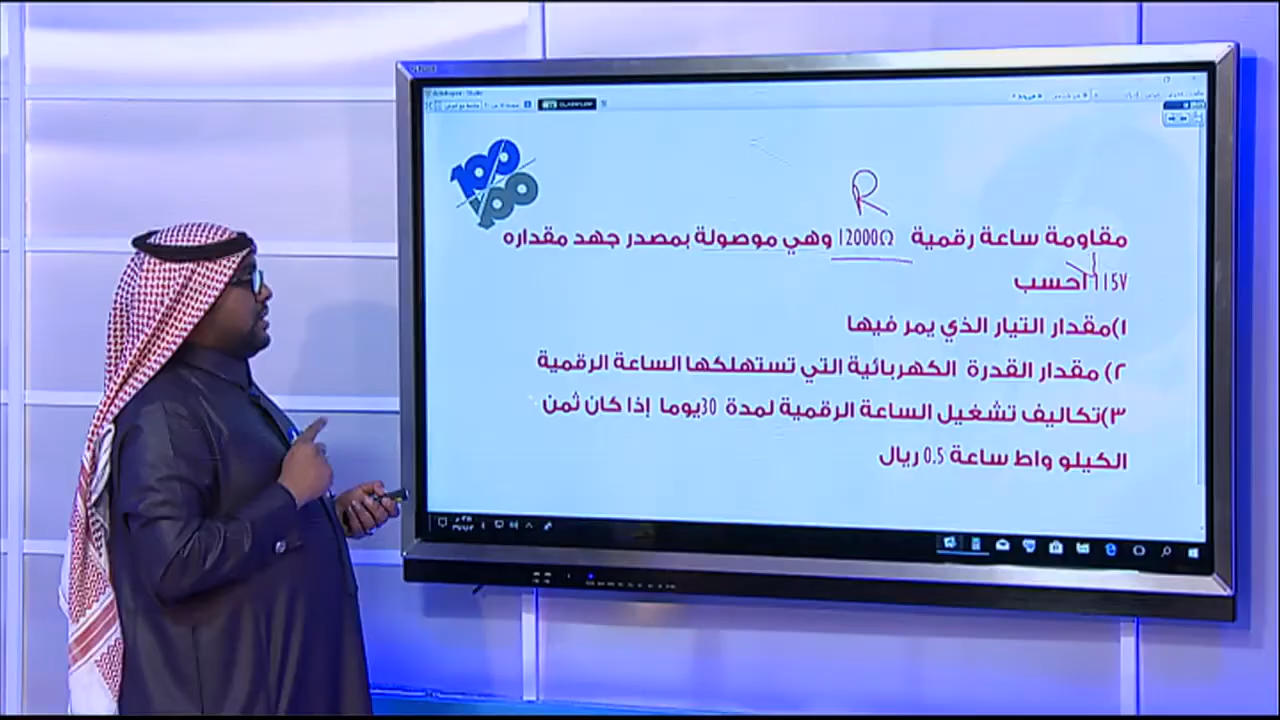 100
100
R
مقاومة ساعة رقمية 12000Ω وهي موصولة بمصدر جهد مقداره
115V احسب
١)مقدار التيار الذي يمر فيها
٢) مقدار القدرة الكهربائية التي تستهلكها الساعة الرقمية
٣)تكاليف تشغيل الساعة الرقمية لمدة 30يوما إذا كان ثمن
الكيلو واط ساعة 0.5 ريال